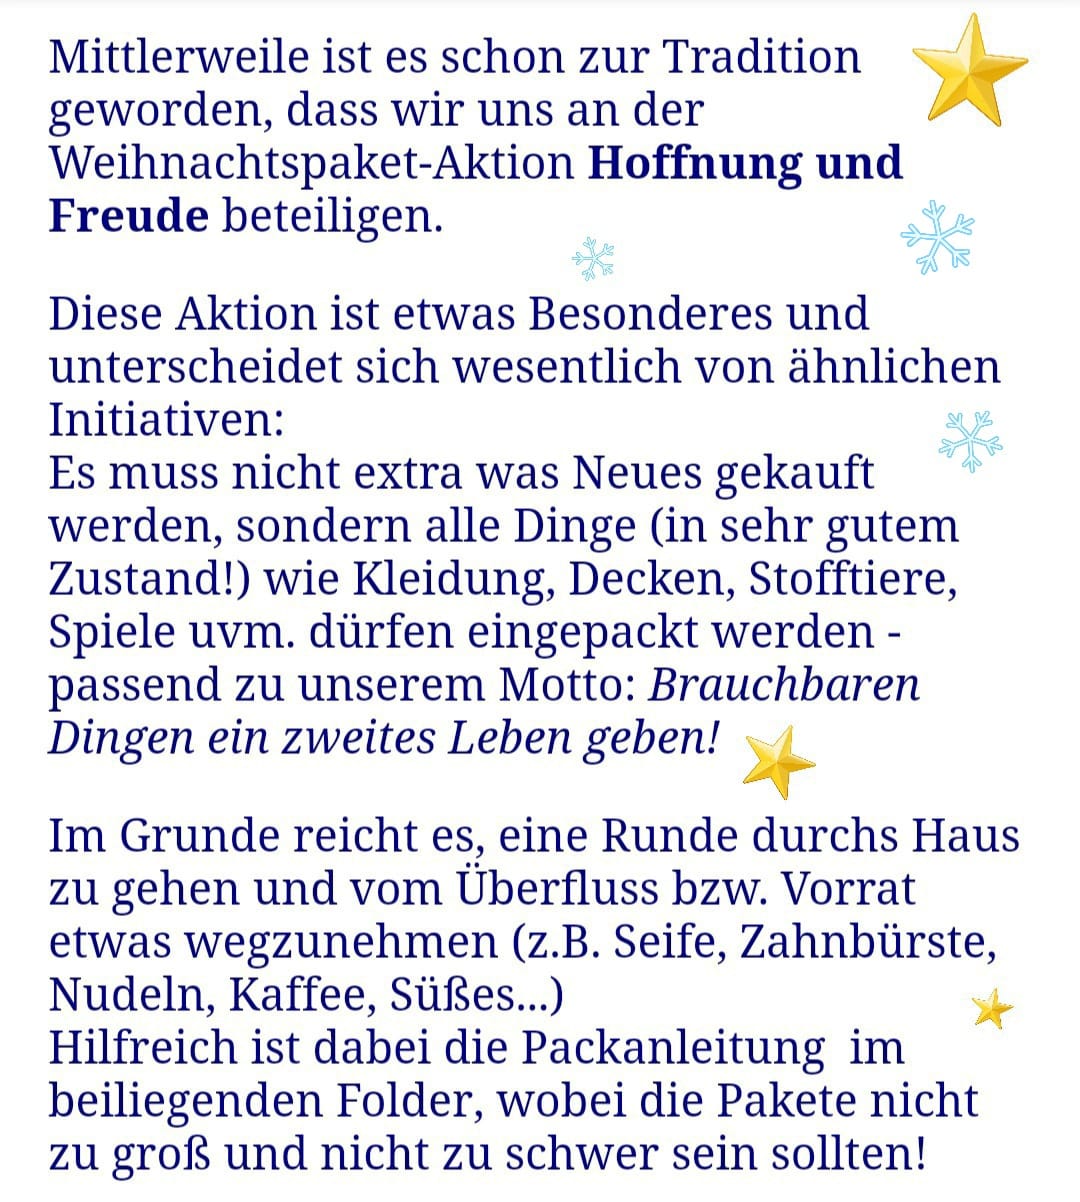 Mittlerweile ist es schon zur Tradition
geworden, dass wir uns an der
Weihnachtspaket-Aktion Hoffnung und
Freude beteiligen.
Diese Aktion ist etwas Besonderes und
unterscheidet sich wesentlich von ähnlichen
Initiativen:
Es muss nicht extra was Neues gekauft
werden, sondern alle Dinge (in sehr gutem
Zustand!) wie Kleidung, Decken, Stofftiere,
Spiele uvm. dürfen eingepackt werden -
passend zu unserem Motto: Brauchbaren
Dingen ein zweites Leben geben!
Im Grunde reicht es, eine Runde durchs Haus
zu gehen und vom Überfluss bzw. Vorrat
etwas wegzunehmen (z.B. Seife, Zahnbürste,
Nudeln, Kaffee, Süßes...)
Hilfreich ist dabei die Packanleitung  im
beiliegenden Folder, wobei die Pakete nicht
zu groß und nicht zu schwer sein sollten!